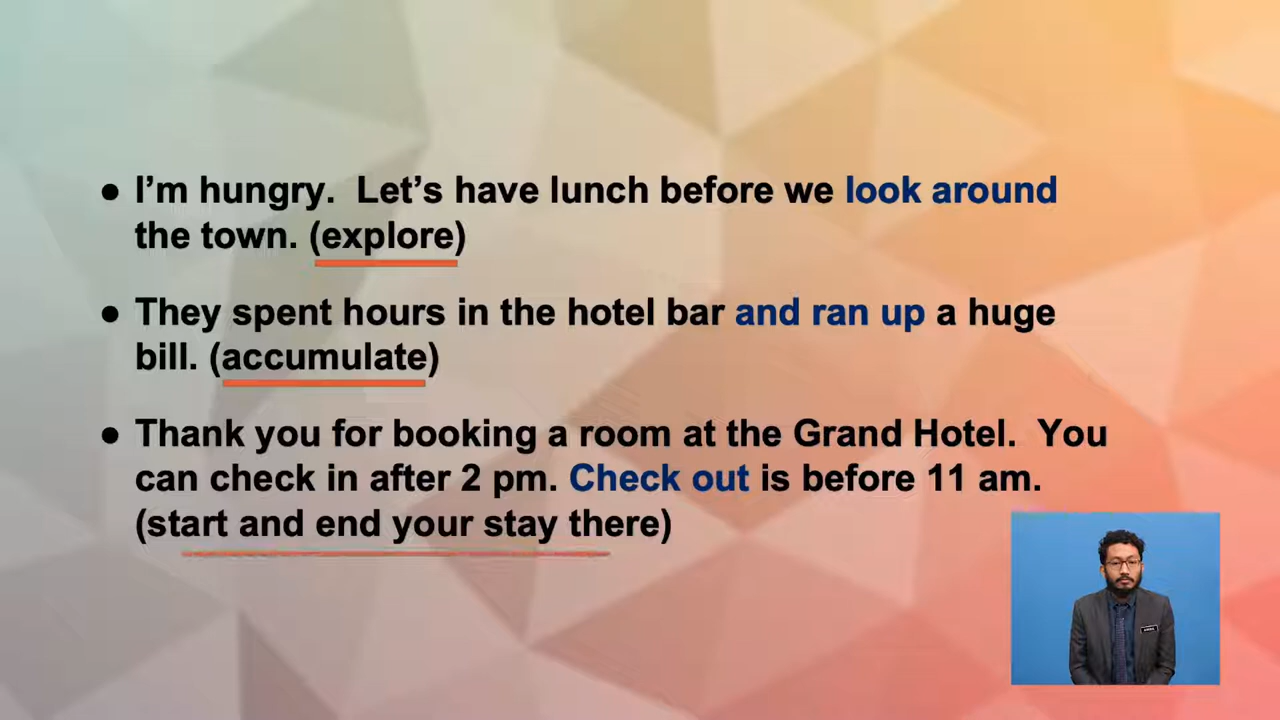 ● I’m hungry.  Let’s have lunch before we look around
the town. (explore)
● They spent hours in the hotel bar and ran up a huge
bill. (accumulate)
● Thank you for booking a room at the Grand Hotel.  You
can check in after 2 pm. Check out is before 11 am.
(start and end your stay there)